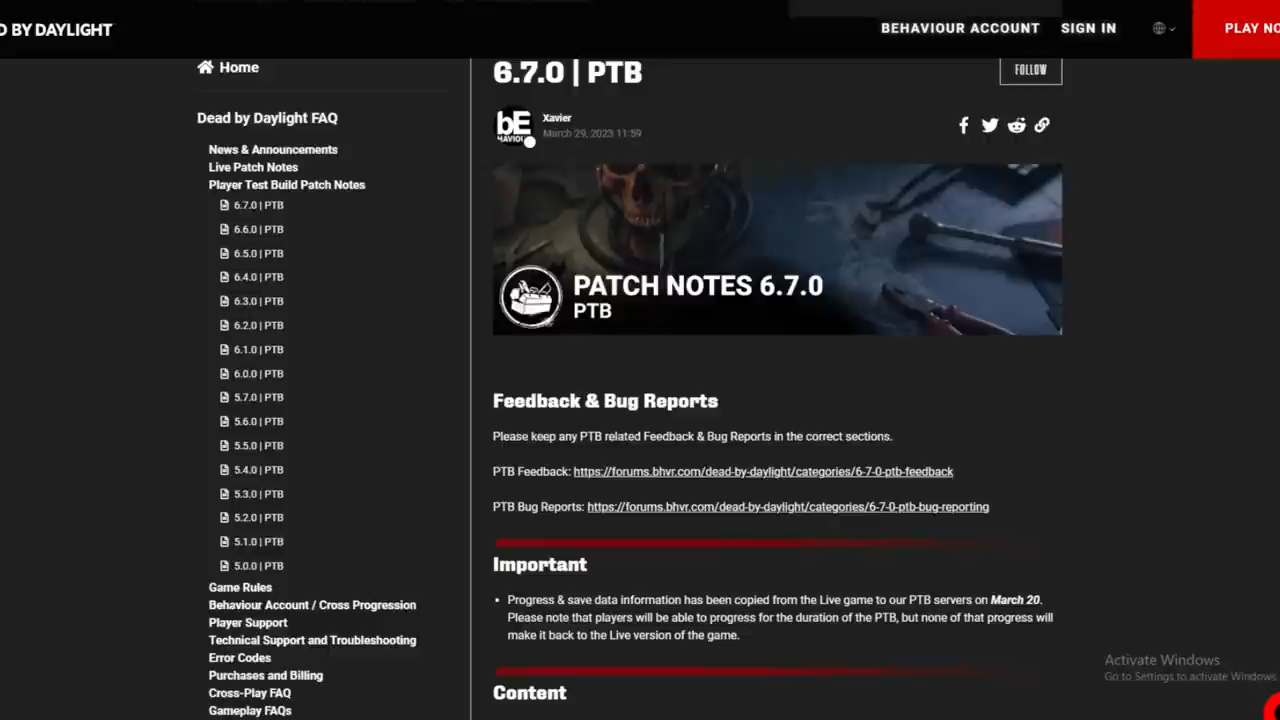 D BY DAYLIGHT
BEHAVIOUR ACCOUNT
SIGN IN
PLAY NO
Home
Dead by Daylight FAQ
News & Announcements
Live Patch Notes
Player Test Build Patch Notes
6.7.0 | PTB
6.6.0 | PTB
6.5.0 | PTB
6.4.0 | PTB
6.3.0 | PTB
6.2.0 | PTB
6.1.0 | PTB
6.0.0 | PTB
5.7.0 | PTB
5.6.0 | PTB
5.5.0 | PTB
5.4.0 | PTB
5.3.0 | PTB
5.2.0 | PTB
5.1.0 | PTB
5.0.0 | PTB
Game Rules
Behaviour Account / Cross Progression
Player Support
Technical Support and Troubleshooting
Error Codes
Purchases and Billing
Cross-Play FAQ
Gameplay FAQs
6.7.0 | PTB
FOLLOW
bE
Xavier
March 29, 2023 11:59
PATCH NOTES 6.7.0
PTB
Feedback & Bug Reports
Please keep any PTB related Feedback & Bug Reports in the correct sections.
PTB Feedback: https://forums.bhvr.com/dead-by-daylight/categories/6-7-0-ptb-feedback
PTB Bug Reports: https://forums.bhvr.com/dead-by-daylight/categories/6-7-0-ptb-bug-reporting
Important
• Progress & save data information has been copied from the Live game to our PTB servers on March 20.
Please note that players will be able to progress for the duration of the PTB, but none of that progress will
make it back to the Live version of the game.
Content
Activate Windows
Go to Settings to activate Windows